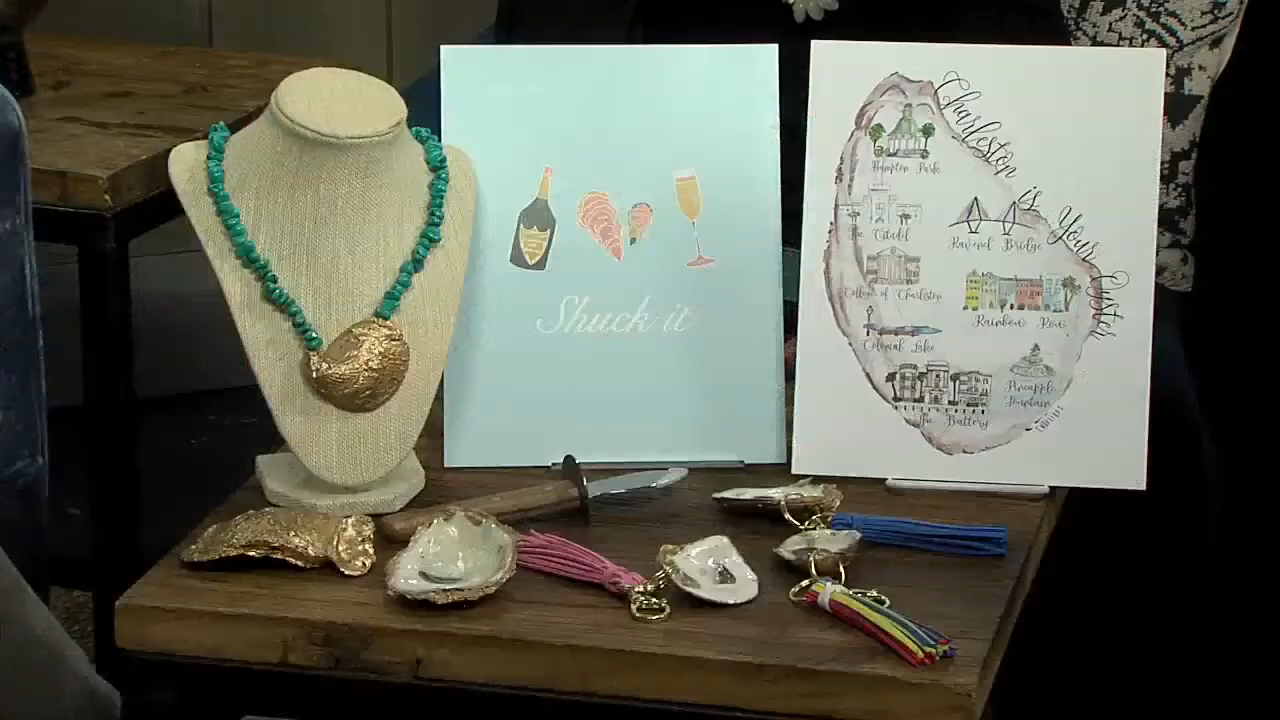 Shuck it
Charleston is Your Oyster
Hampton Park
The Citadel
Ravenel Bridge
College of Charleston
Rainbow Row
Colonial Lake
Pineapple
Fountain
The Battery